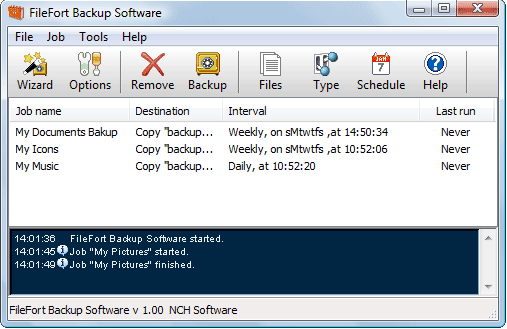 FileFort Backup Software
File Job Tools Help
Wizard Options Remove Backup Files Type Schedule Help
JAN
7
Job name Destination Interval Last run
My Documents Bakup Copy "backup... Weekly, on sMtwtfs ,at 14:50:34 Never
My Icons Copy "backup... Weekly, on sMtwtfs ,at 10:52:06 Never
My Music Copy "backup... Daily, at 10:52:20 Never
14:01:36 FileFort Backup Software started.
14:01:45 Job "My Pictures" started.
14:01:49 Job "My Pictures" finished.
FileFort Backup Software v 1.00 NCH Software